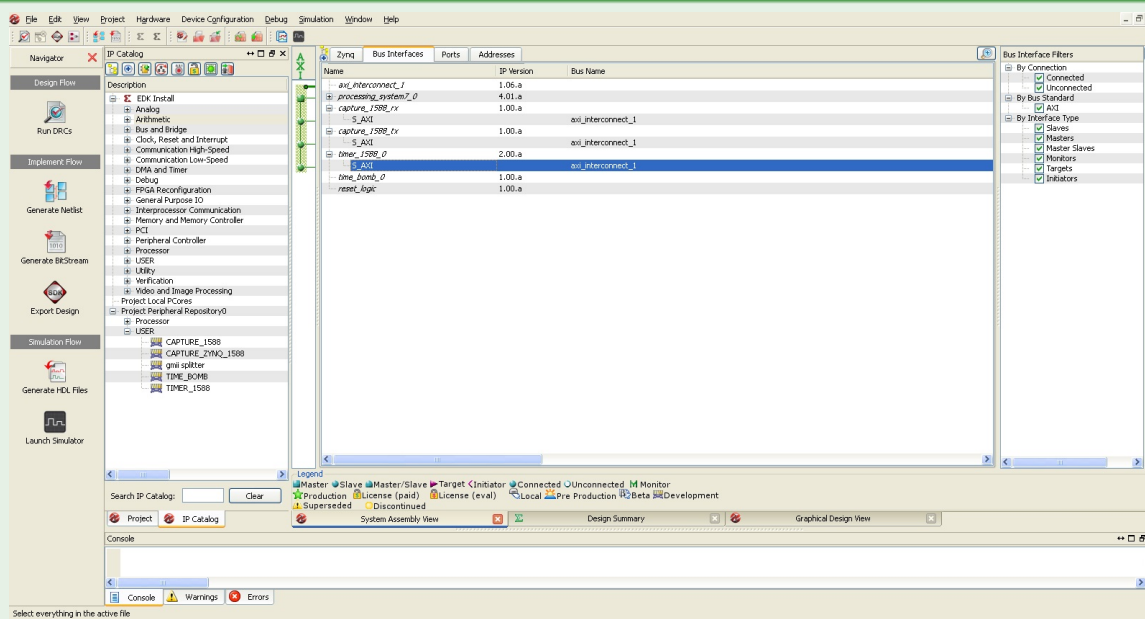 File Edit View Project Hardware Device Configuration Debug Simulation Window Help
Navigator
Design Flow
Run DRCs
Implement Flow
Generate Netlist
Generate BitStream
SDK
Export Design
Simulation Flow
Generate HDL Files
Launch Simulator
IP Catalog
Description
EDK Install
Analog
Arithmetic
Bus and Bridge
Clock, Reset and Interrupt
Communication High-Speed
Communication Low-Speed
DMA and Timer
Debug
FPGA Reconfiguration
General Purpose IO
Interprocessor Communication
Memory and Memory Controller
PCI
Peripheral Controller
Processor
USER
Utility
Verification
Video and Image Processing
Project Local PCores
Project Peripheral Repository0
Processor
USER
CAPTURE_1588
CAPTURE_ZYNQ_1588
gmii splitter
TIME_BOMB
TIMER_1588
Search IP Catalog: Clear
Project IP Catalog
AXI
Zynq Bus Interfaces Ports Addresses
Name IP Version Bus Name
axi_interconnect_1 1.06.a
processing_system7_0 4.01.a
capture_1588_rx 1.00.a
S_AXI axi_interconnect_1
capture_1588_tx 1.00.a
S_AXI axi_interconnect_1
timer_1588_0 2.00.a
S_AXI axi_interconnect_1
time_bomb_0 1.00.a
reset_logic 1.00.a
Legend
Master Slave Master/Slave Target Initiator Connected Unconnected M Monitor
Production License (paid) License (eval) Local Pre Production Beta Development
Superseded Discontinued
System Assembly View Design Summary Graphical Design View
Bus Interface Filters
By Connection
Connected
Unconnected
By Bus Standard
AXI
By Interface Type
Slaves
Masters
Master Slaves
Monitors
Targets
Initiators
Console
Console Warnings Errors
Select everything in the active file